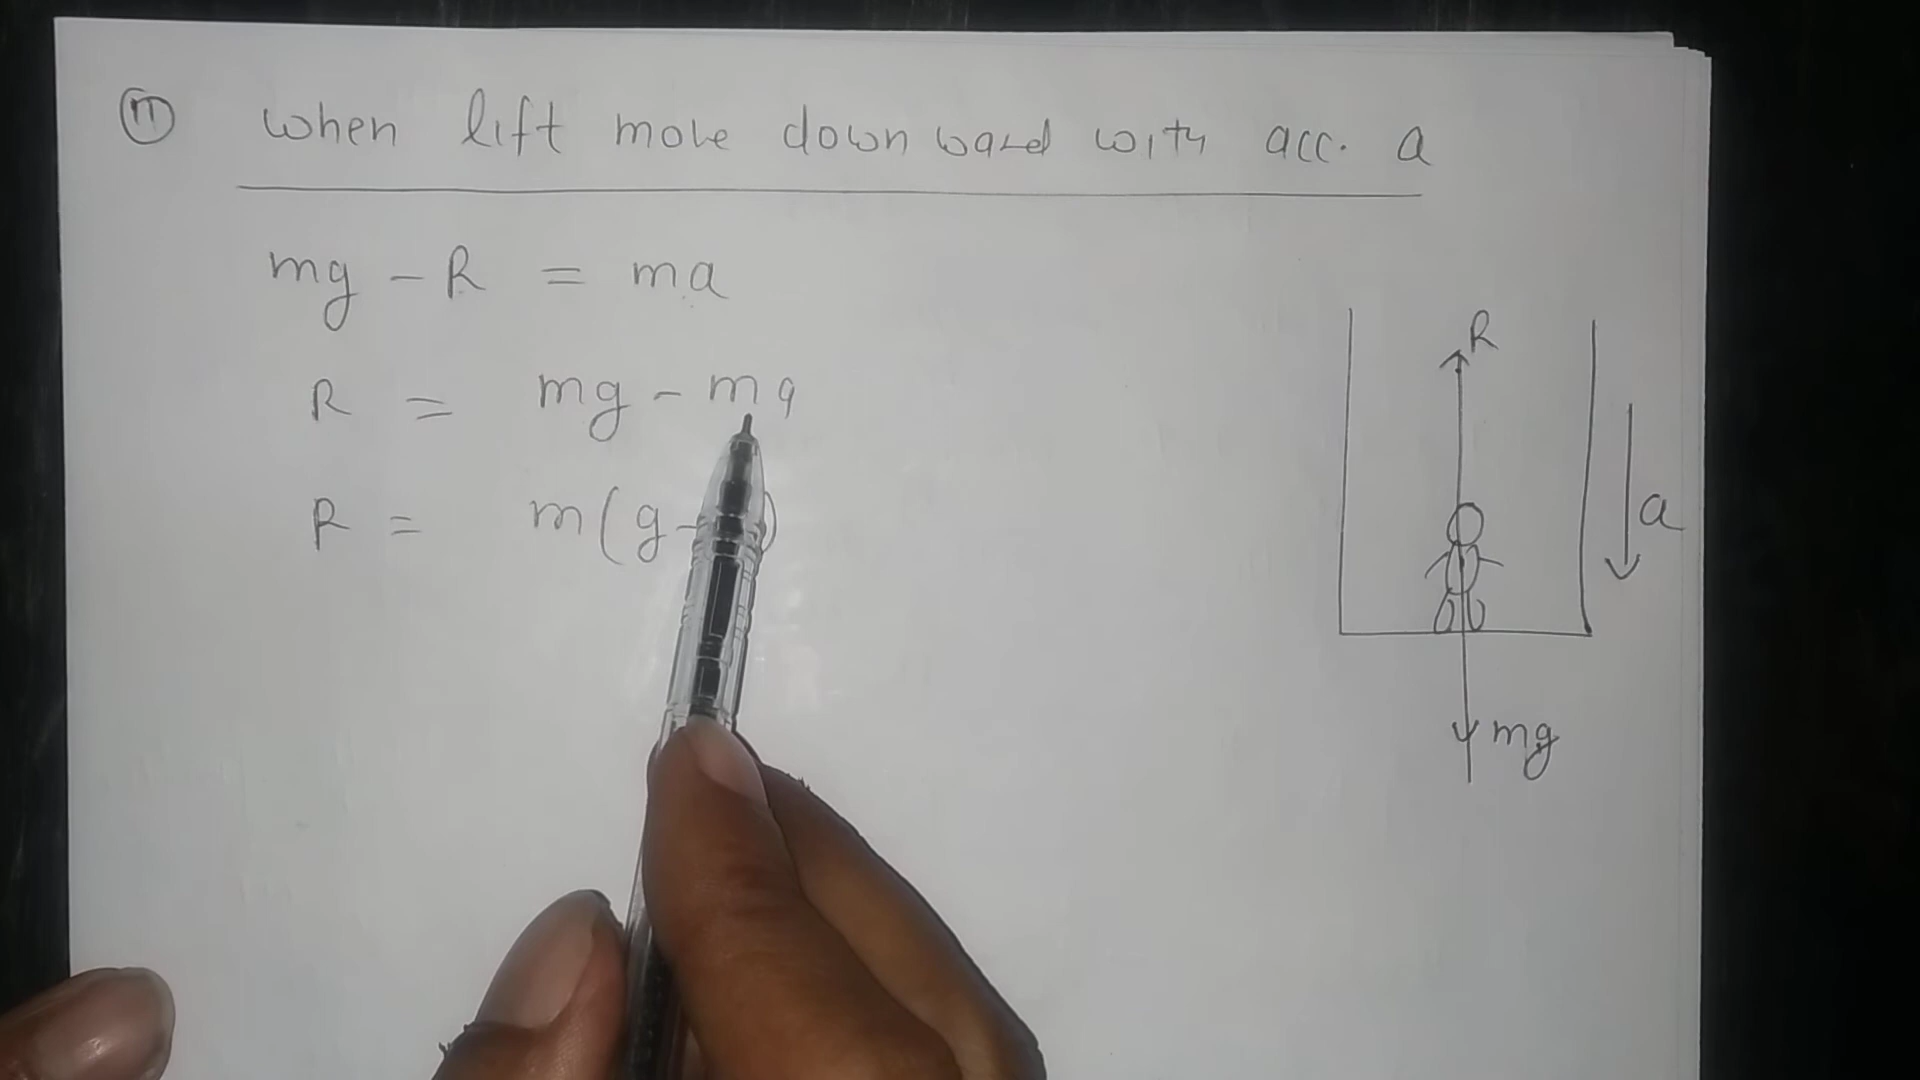 (II) when lift move down ward with acc. a
mg - R = ma
R = mg - ma
R = m(g-
R
a
mg